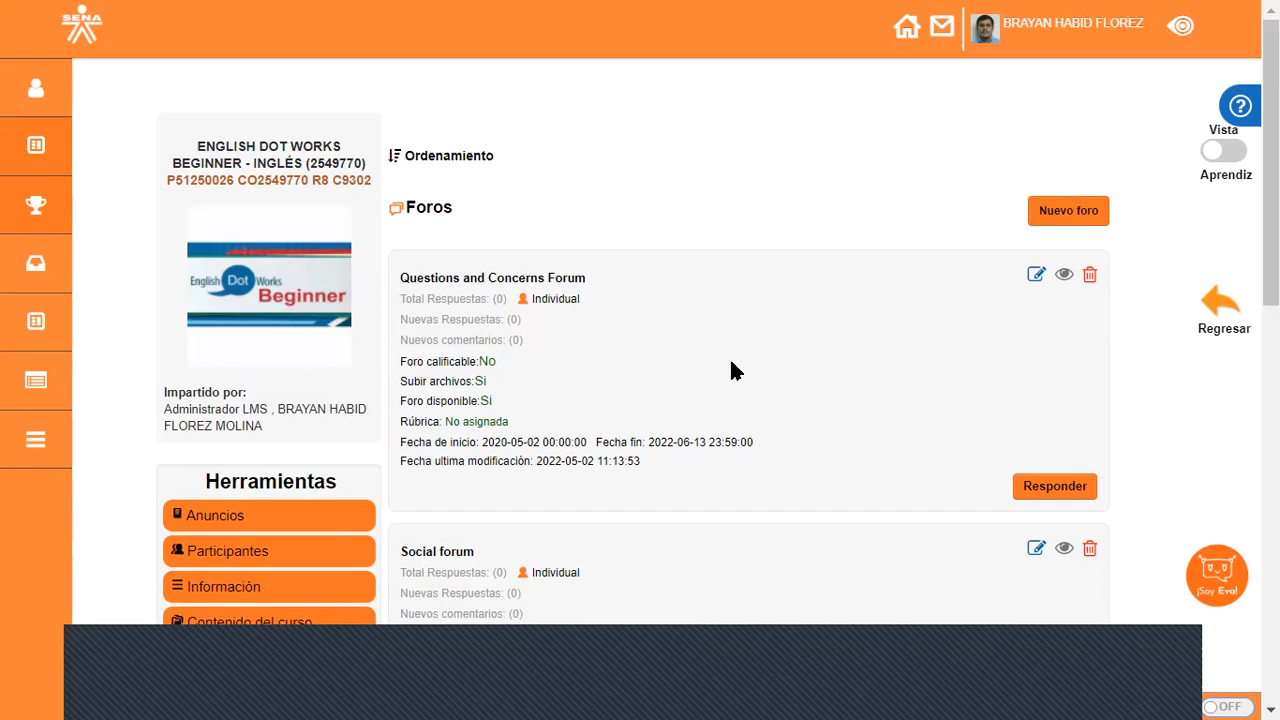 SENA
BRAYAN HABID FLOREZ
Vista
Aprendiz
Regresar
ENGLISH DOT WORKS
BEGINNER - INGLÉS (2549770)
P51250026 CO2549770 R8 C9302
English Dot Works
Beginner
Impartido por:
Administrador LMS , BRAYAN HABID
FLOREZ MOLINA
Herramientas
Anuncios
Participantes
Información
Contenido del curso
Ordenamiento
Foros
Nuevo foro
Questions and Concerns Forum
Total Respuestas: (0) Individual
Nuevas Respuestas: (0)
Nuevos comentarios: (0)
Foro calificable:No
Subir archivos:Si
Foro disponible:Si
Rúbrica: No asignada
Fecha de inicio: 2020-05-02 00:00:00 Fecha fin: 2022-06-13 23:59:00
Fecha ultima modificación: 2022-05-02 11:13:53
Responder
Social forum
Total Respuestas: (0) Individual
Nuevas Respuestas: (0)
Nuevos comentarios: (0)
¡Soy Eva!
OFF